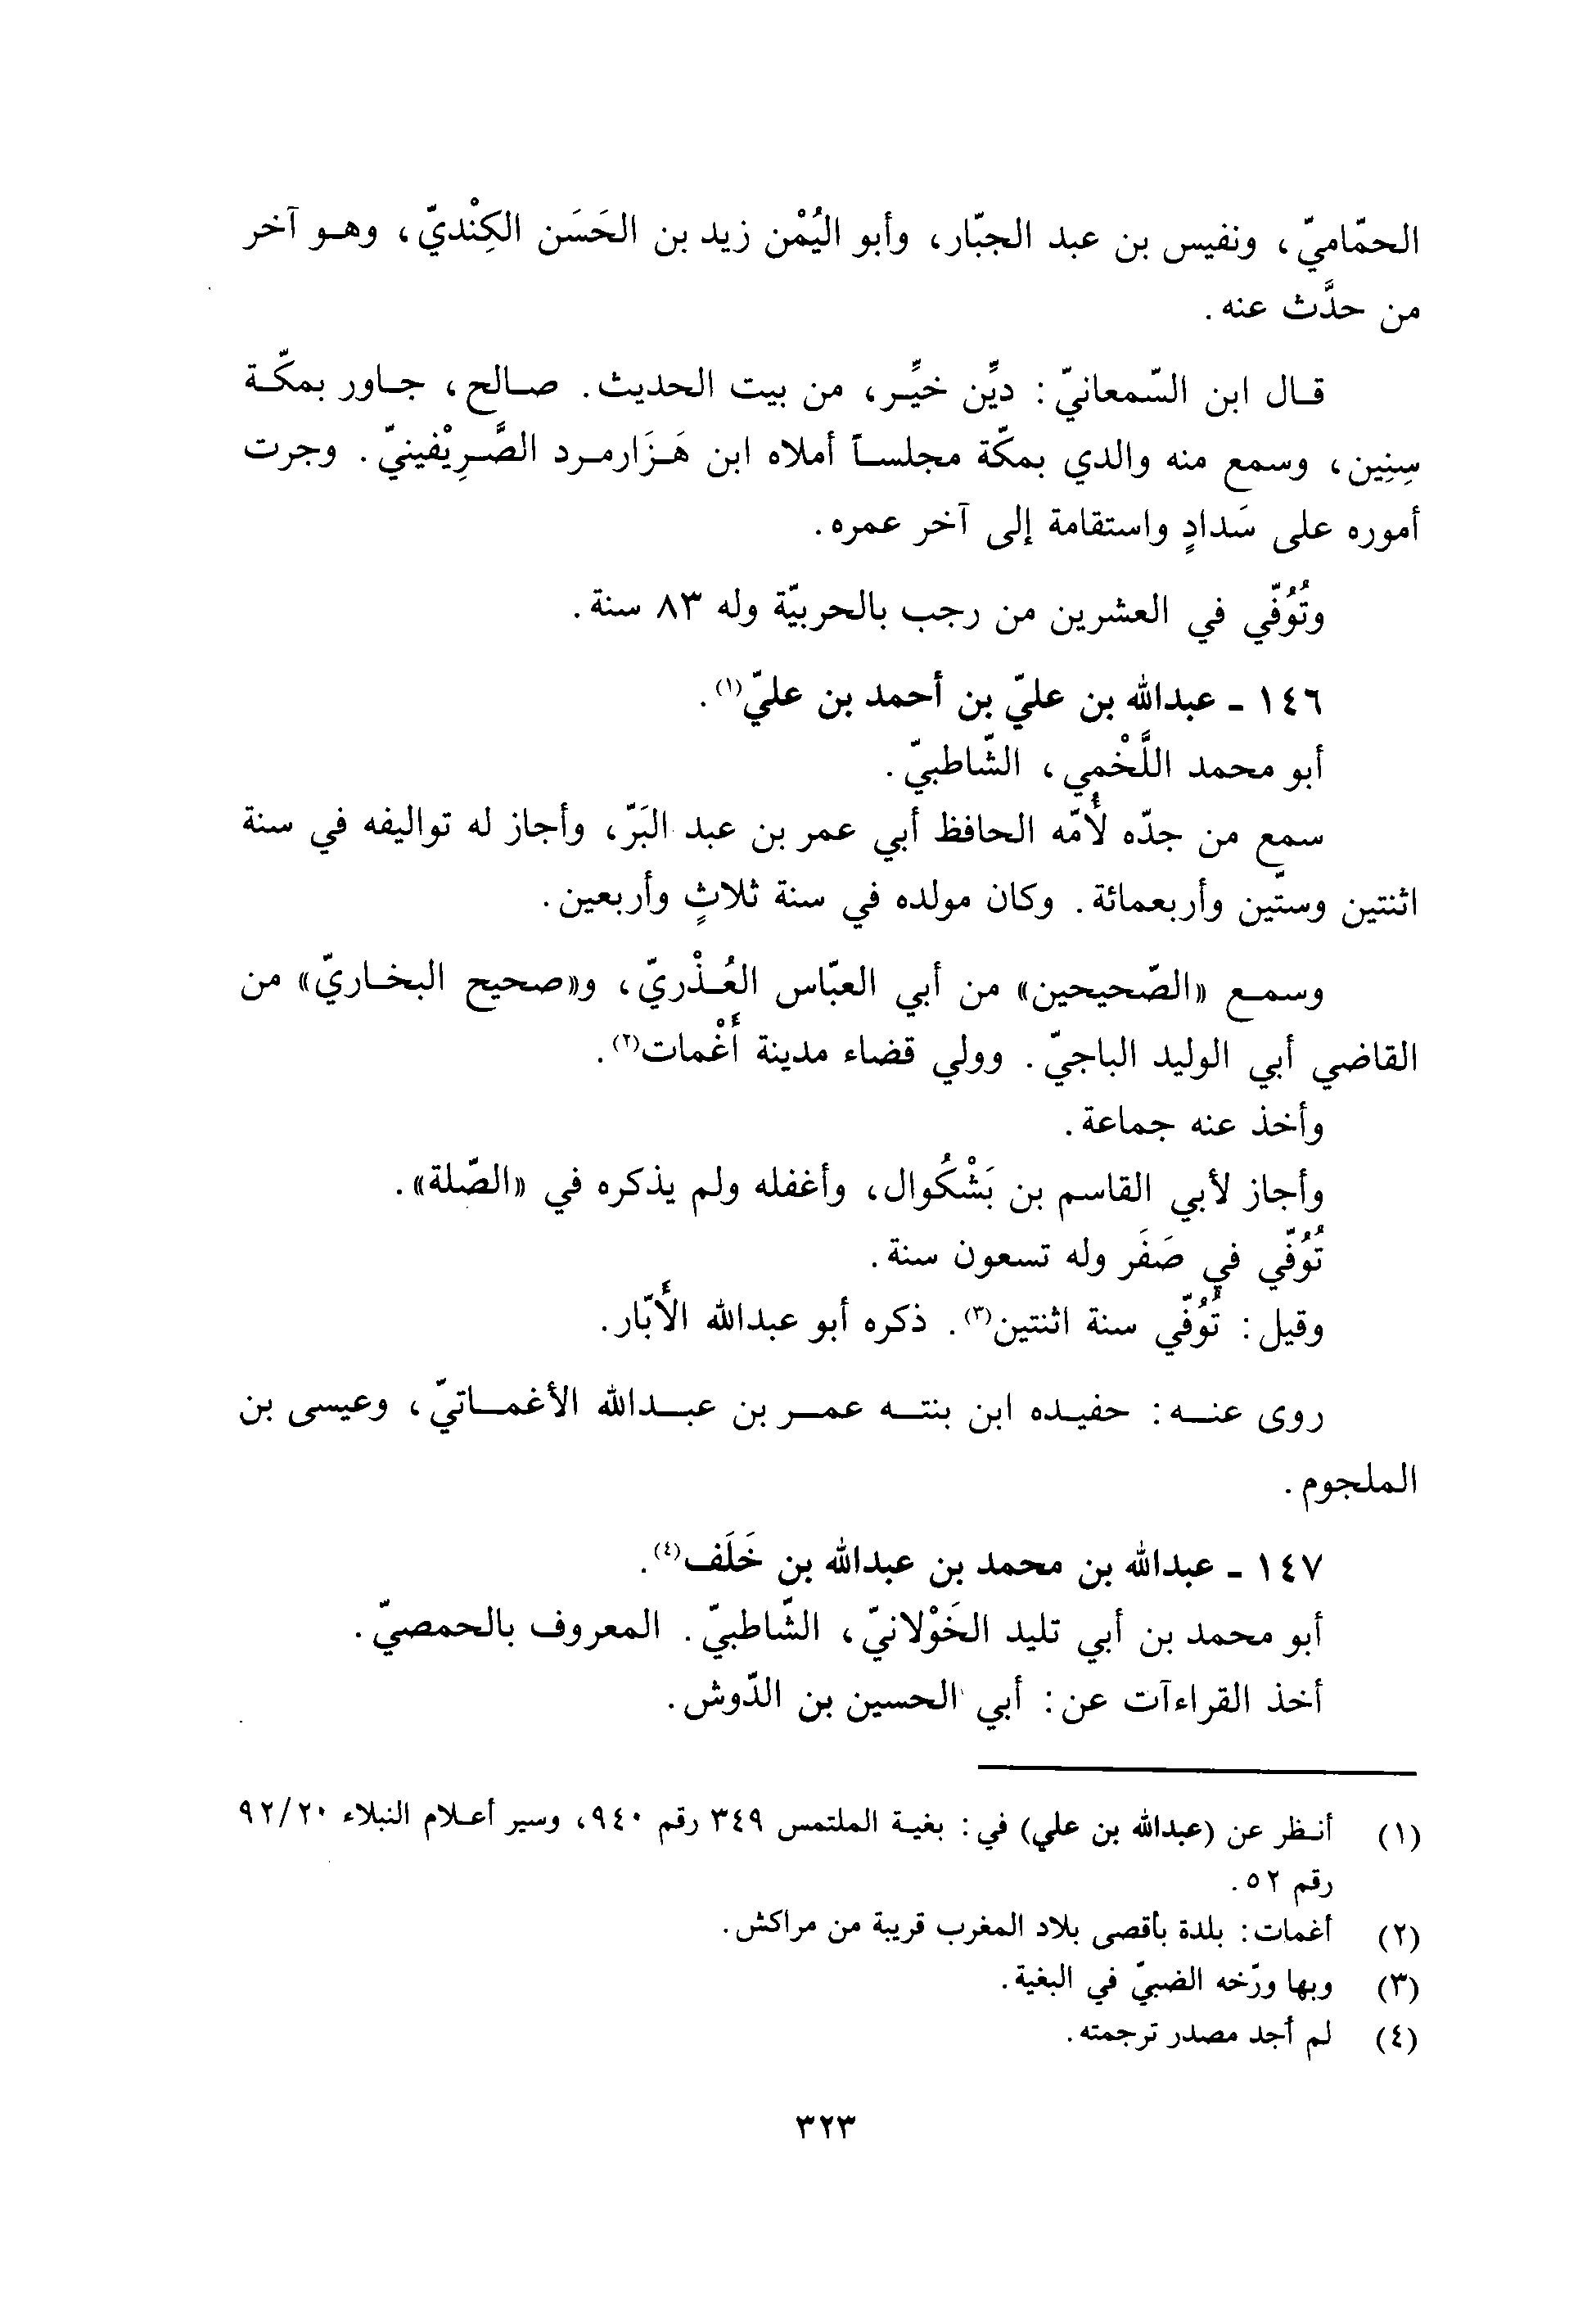 الحمّاميّ، ونفيس بن عبد الجبّار، وأبو اليُمْن زيد بن الحَسَن الكِنْديّ، وهو آخر
من حدَّث عنه.
قال ابن السّمعانيّ: ديِّن خيِّر، من بيت الحديث. صالح، جاور بمكّة
سِنِين، وسمع منه والدي بمكّة مجلساً أملاه ابن هَزَارمرد الصَّرِيْفينيّ. وجرت
أموره على سَدادٍ واستقامة إلى آخر عمره.
وتُوُفّي في العشرين من رجب بالحربيّة وله ٨٣ سنة.
١٤٦ - عبدالله بن عليّ بن أحمد بن عليّ(١).
أبو محمد اللَّخْمي، الشّاطبيّ.
سمع من جدّه لأُمّه الحافظ أبي عمر بن عبد البَرّ، وأجاز له تواليفه في سنة
اثنتين وستّين وأربعمائة. وكان مولده في سنة ثلاثٍ وأربعين.
وسمع «الصّحيحين» من أبي العبّاس العُذْريّ، و«صحيح البخاريّ» من
القاضي أبي الوليد الباجيّ. وولي قضاء مدينة أَغْمات(٢).
وأخذ عنه جماعة.
وأجاز لأبي القاسم بن بَشْكُوال، وأغفله ولم يذكره في «الصّلة».
تُوُفّي في صَفَر وله تسعون سنة.
وقيل: تُوُفّي سنة اثنتين(٣). ذكره أبو عبدالله الأَبّار.
روى عنه: حفيده ابن بنته عمر بن عبدالله الأغماتيّ، وعيسى بن
الملجوم.
١٤٧ - عبدالله بن محمد بن عبدالله بن خَلَف(٤).
أبو محمد بن أبي تليد الخَوْلانيّ، الشّاطبيّ. المعروف بالحمصيّ.
أخذ القراءآت عن: أبي الحسين بن الدّوش.
(١) أنظر عن (عبدالله بن علي) في: بغية الملتمس ٣٤٩ رقم ٩٤٠، وسير أعلام النبلاء ٩٢/٢٠
رقم ٥٢.
(٢) أغمات: بلدة بأقصى بلاد المغرب قريبة من مراكش.
(٣) وبها ورّخه الضبيّ في البغية.
(٤) لم أجد مصدر ترجمته.
٣٢٣